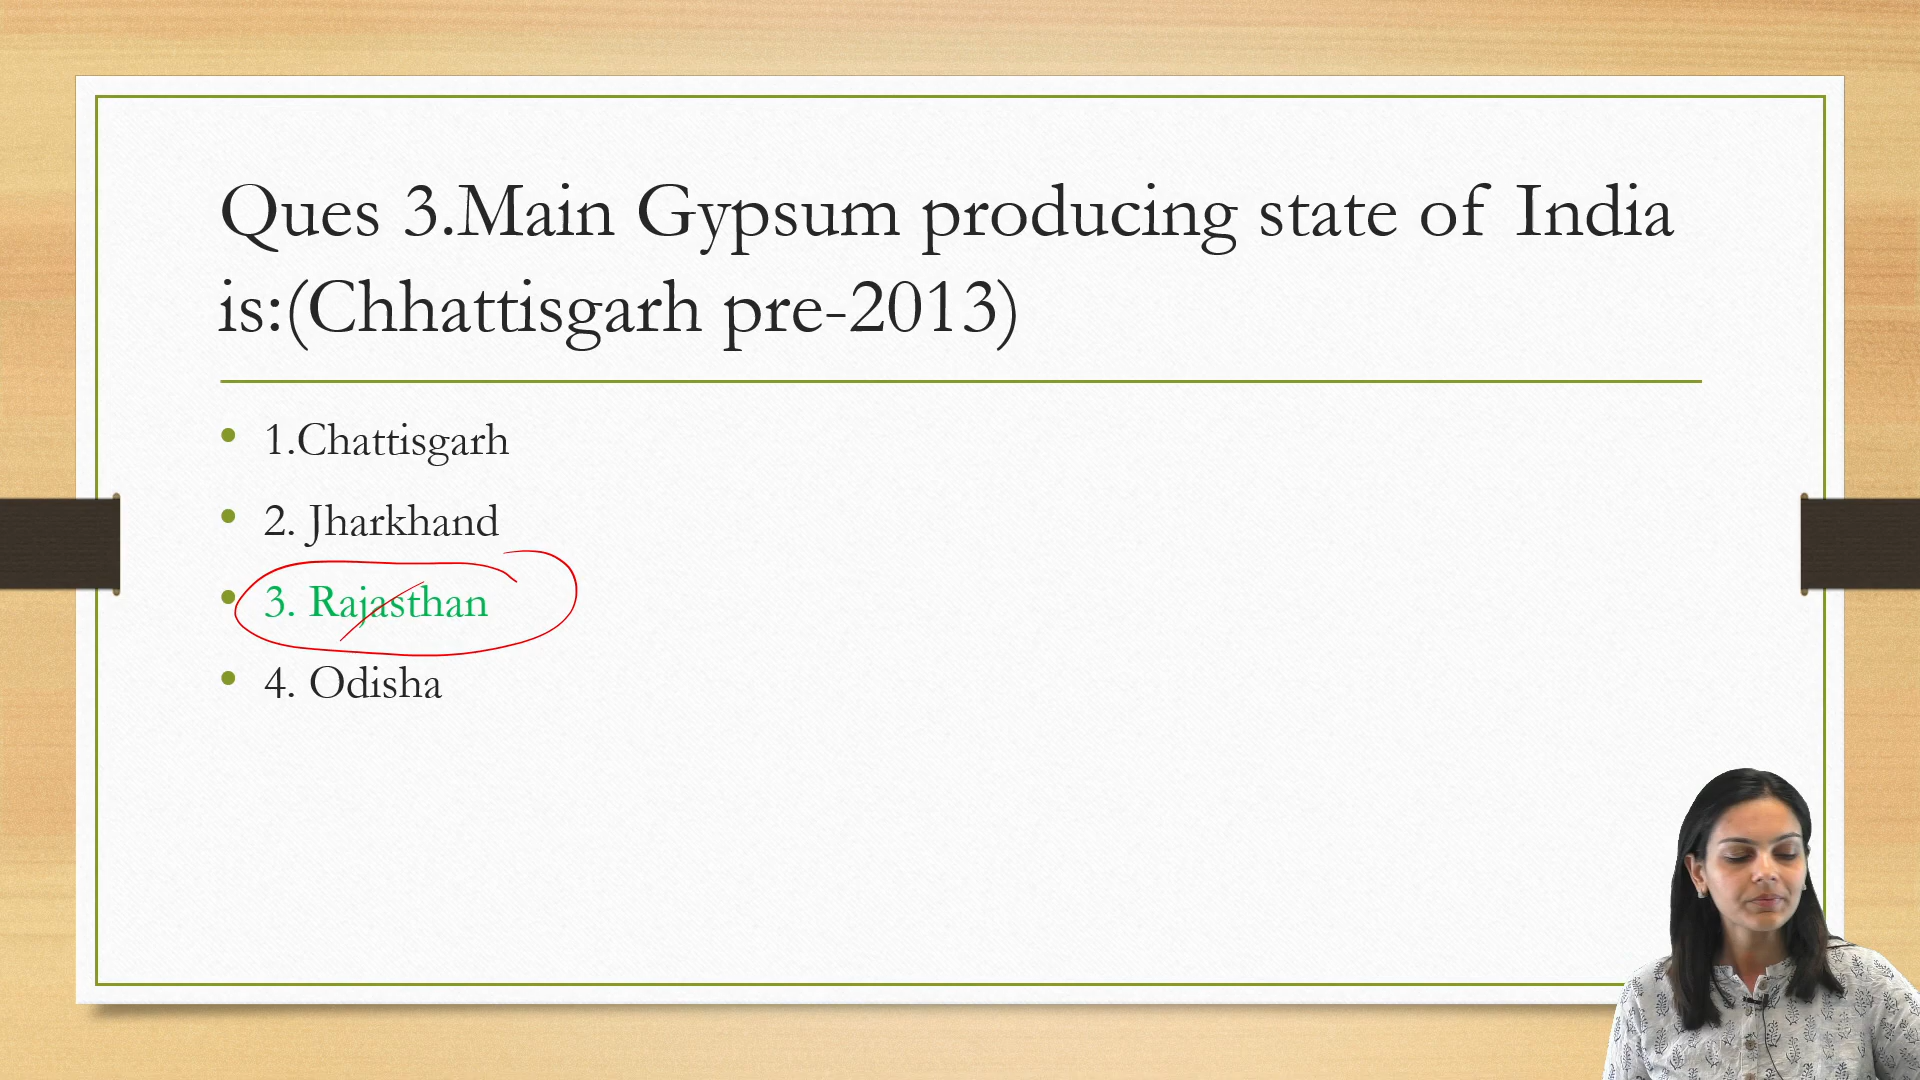 Ques 3.Main Gypsum producing state of India
is:(Chhattisgarh pre-2013)
• 1.Chattisgarh
• 2. Jharkhand
• 3. Rajasthan
• 4. Odisha